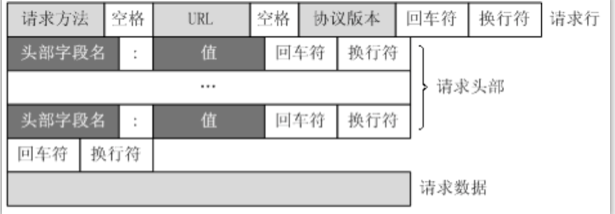 请求方法 空格 URL 空格 协议版本 回车符 换行符 请求行
头部字段名 : 值 回车符 换行符
... 请求头部
头部字段名 : 值 回车符 换行符
回车符 换行符
请求数据